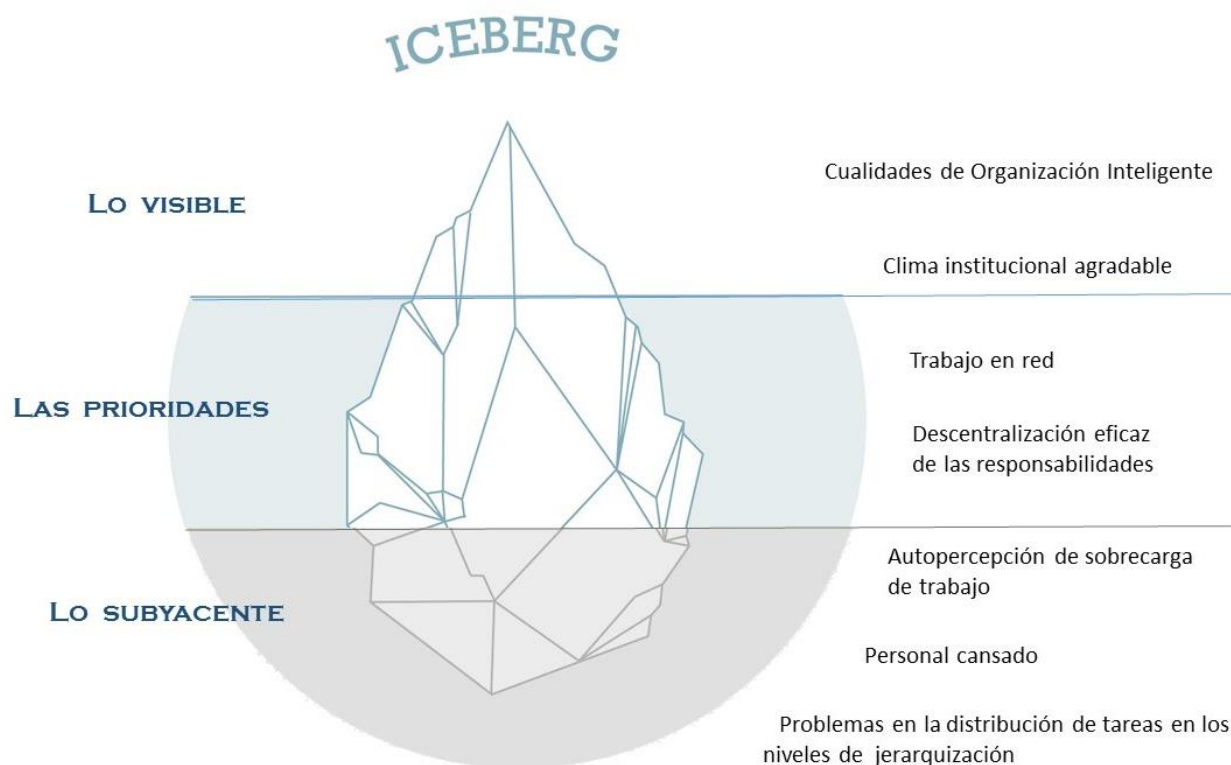 ICEBERG
LO VISIBLE
Cualidades de Organización Inteligente
Clima institucional agradable
LAS PRIORIDADES
Trabajo en red
Descentralización eficaz
de las responsabilidades
LO SUBYACENTE
Autopercepción de sobrecarga
de trabajo
Personal cansado
Problemas en la distribución de tareas en los
niveles de jerarquización